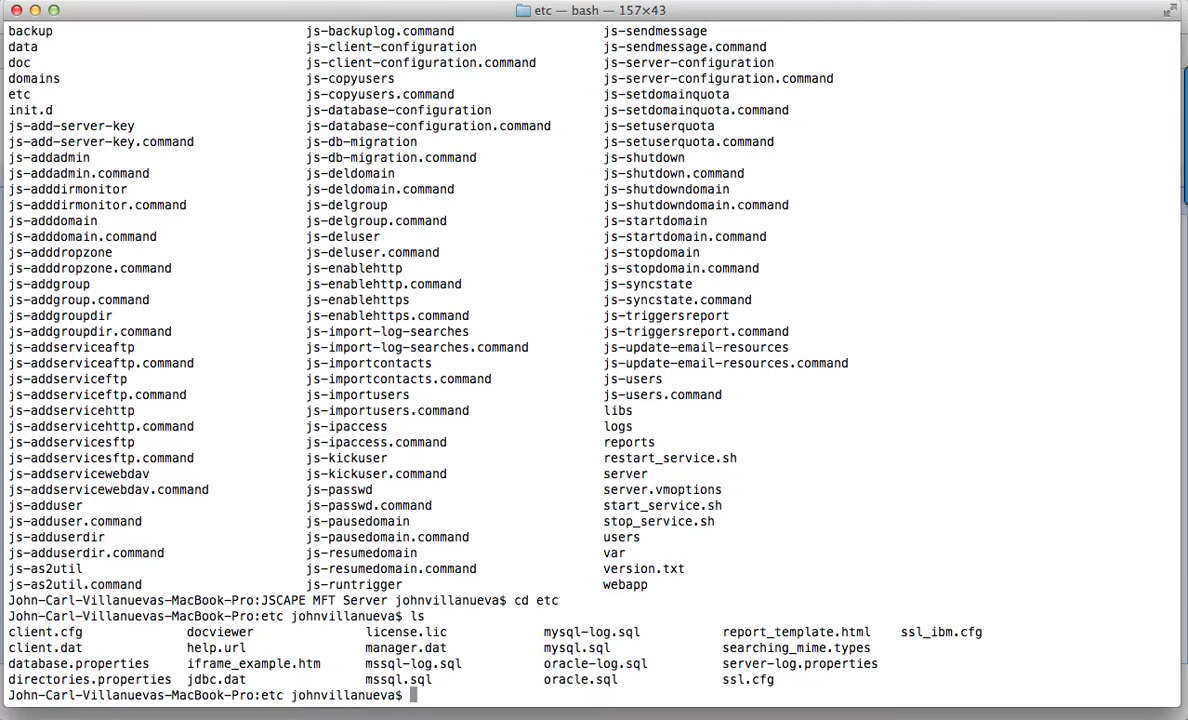 etc — bash — 157×43
backup js-backuplog.command js-sendmessage
data js-client-configuration js-sendmessage.command
doc js-client-configuration.command js-server-configuration
domains js-copyusers js-server-configuration.command
etc js-copyusers.command js-setdomainquota
init.d js-database-configuration js-setdomainquota.command
js-add-server-key js-database-configuration.command js-setuserquota
js-add-server-key.command js-db-migration js-setuserquota.command
js-addadmin js-db-migration.command js-shutdown
js-addadmin.command js-deldomain js-shutdown.command
js-adddirmonitor js-deldomain.command js-shutdowndomain
js-adddirmonitor.command js-delgroup js-shutdowndomain.command
js-adddomain js-delgroup.command js-startdomain
js-adddomain.command js-deluser js-startdomain.command
js-adddropzone js-deluser.command js-stopdomain
js-adddropzone.command js-enablehttp js-stopdomain.command
js-addgroup js-enablehttp.command js-syncstate
js-addgroup.command js-enablehttps js-syncstate.command
js-addgroupdir js-enablehttps.command js-triggersreport
js-addgroupdir.command js-import-log-searches js-triggersreport.command
js-addserviceaftp js-import-log-searches.command js-update-email-resources
js-addserviceaftp.command js-importcontacts js-update-email-resources.command
js-addserviceftp js-importcontacts.command js-users
js-addserviceftp.command js-importusers js-users.command
js-addservicehttp js-importusers.command libs
js-addservicehttp.command js-ipaccess logs
js-addservicesftp js-ipaccess.command reports
js-addservicesftp.command js-kickuser restart_service.sh
js-addservicewebdav js-kickuser.command server
js-addservicewebdav.command js-passwd server.vmoptions
js-adduser js-passwd.command start_service.sh
js-adduser.command js-pausedomain stop_service.sh
js-adduserdir js-pausedomain.command users
js-adduserdir.command js-resumedomain var
js-as2util js-resumedomain.command version.txt
js-as2util.command js-runtrigger webapp
John-Carl-Villanuevas-MacBook-Pro:JSCAPE MFT Server johnvillanueva$ cd etc
John-Carl-Villanuevas-MacBook-Pro:etc johnvillanueva$ ls
client.cfg docviewer license.lic mysql-log.sql report_template.html ssl_ibm.cfg
client.dat help.url manager.dat mysql.sql searching_mime.types
database.properties iframe_example.htm mssql-log.sql oracle-log.sql server-log.properties
directories.properties jdbc.dat mssql.sql oracle.sql ssl.cfg
John-Carl-Villanuevas-MacBook-Pro:etc johnvillanueva$